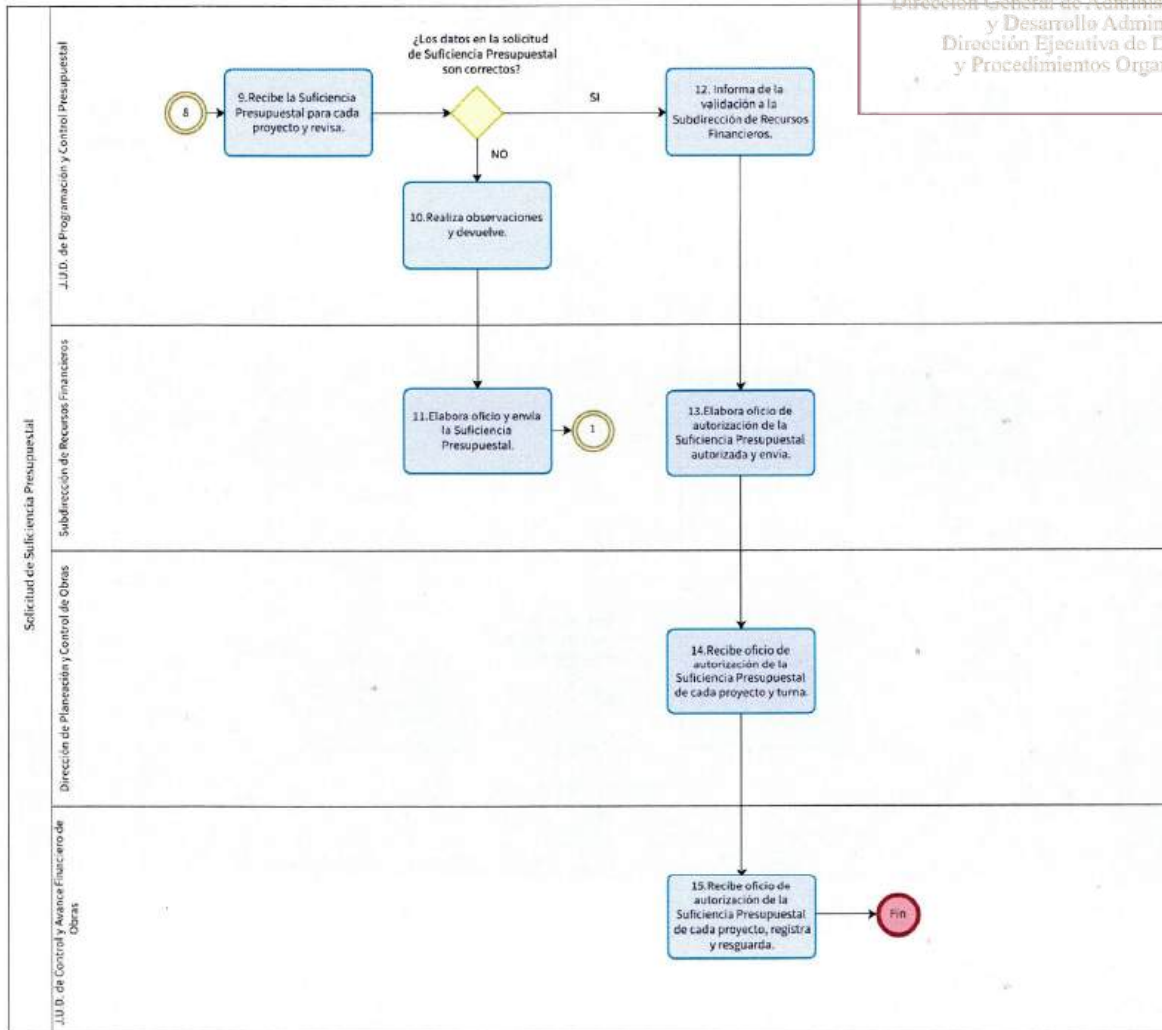 Dirección General de Administ
y Desarrollo Admin
Dirección Ejecutiva de D
y Procedimientos Orga
Solicitud de Suficiencia Presupuestal
J.U.D. de Programación y Control Presupuestal
¿Los datos en la solicitud
de Suficiencia Presupuestal
son correctos?
8
9.Recibe la Suficiencia
Presupuestal para cada
proyecto y revisa.
SI
12. Informa de la
validación a la
Subdirección de Recursos
Financieros.
NO
10.Realiza observaciones
y devuelve.
Subdirección de Recursos Financieros
11.Elabora oficio y envía
la Suficiencia
Presupuestal.
1
13.Elabora oficio de
autorización de la
Suficiencia Presupuestal
autorizada y envia.
Dirección de Planeación y Control de Obras
14.Recibe oficio de
autorización de la
Suficiencia Presupuestal
de cada proyecto y turna.
J.U.D. de Control y Avance Financiero de
Obras
15.Recibe oficio de
autorización de la
Suficiencia Presupuestal
de cada proyecto, registra
y resguarda.
Fin